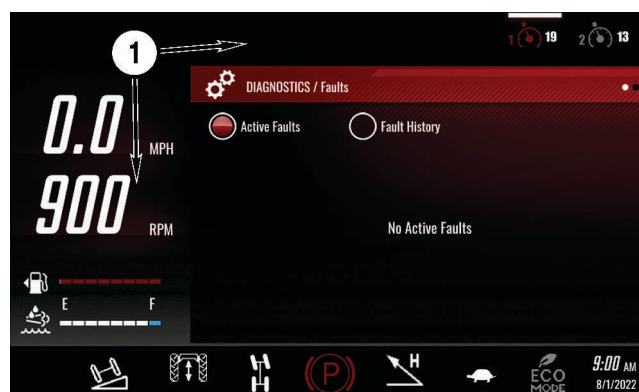 1
1 19 2 13
DIAGNOSTICS / Faults
0.0 MPH
Active Faults Fault History
900 RPM
No Active Faults
E F
P
H
ECO
MODE
9:00 AM
8/1/2022